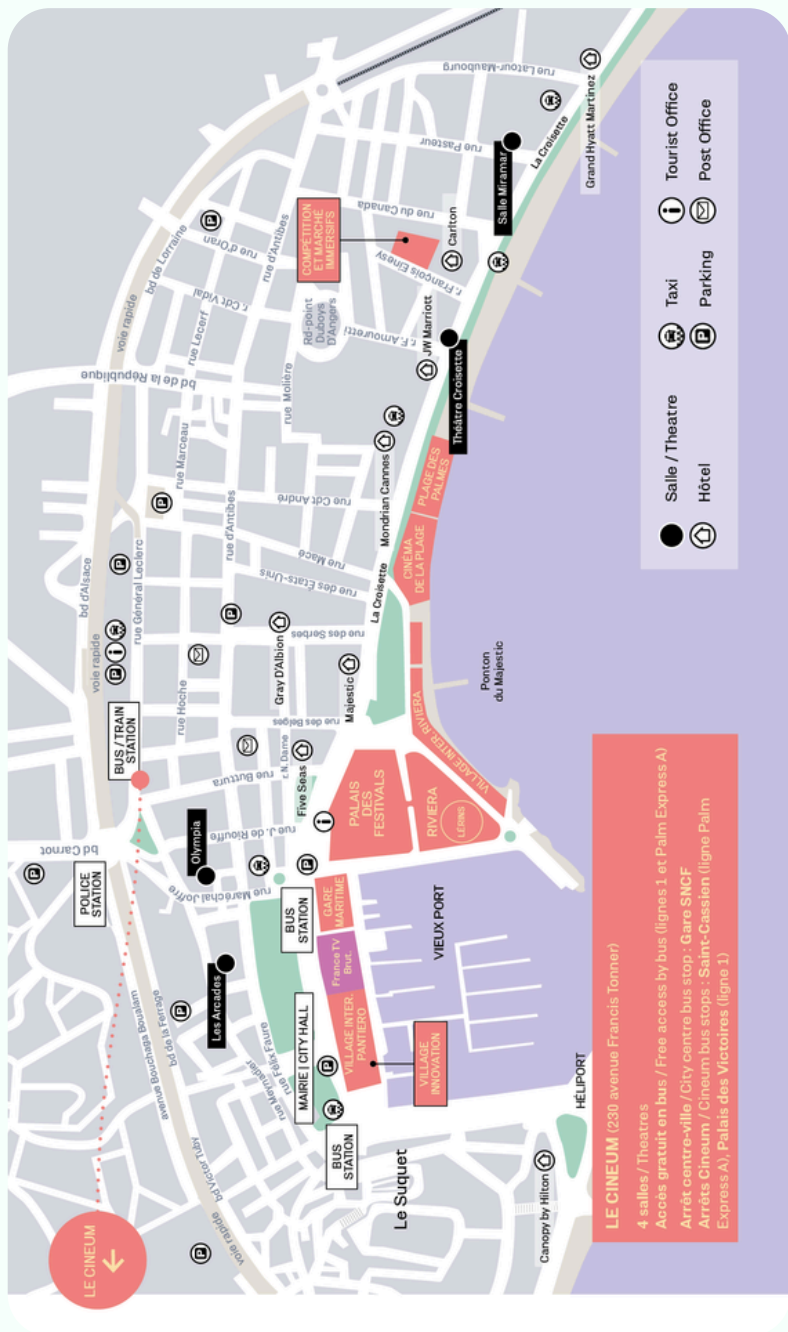 LE CINEUM
voie rapide
bd Victor Tuby
avenue Bouchaga Boualam
bd de la Ferrage
rue Meynadier
rue Félix Faure
Les Arcades
POLICE
STATION
bd Carnot
Olympia
rue Maréchal Joffre
BUS / TRAIN
STATION
voie rapide
bd d'Alsace
rue Général Leclerc
rue Hoche
rue Buttura
rue J. de Riouffe
r. N. Dame
rue des Belges
rue des Serbes
rue des États-Unis
rue Macé
rue Cdt André
rue d'Antibes
rue Marceau
bd de la République
rue Lecerf
rue Molière
voie rapide
bd de Lorraine
r. Cdt Vidal
rue d'Oran
rue d'Antibes
Rd-point
Duboys
D'Angers
r. F. Amouretti
r. François Einesy
rue du Canada
rue Pasteur
rue Latour-Maubourg
COMPETITION
ET MARCHÉ
IMMERSIFS
Carlton
JW Marriott
Mondrian Cannes
Gray D'Albion
Majestic
Five Seas
La Croisette
La Croisette
Salle Miramar
Grand Hyatt Martinez
Théâtre Croisette
PLAGE DES
PALMES
CINÉMA
DE LA PLAGE
Ponton
du Majestic
VILLAGE INTER RIVIERA
PALAIS
DES
FESTIVALS
RIVIERA
LÉRINS
BUS
STATION
GARE
MARITIME
France TV
Brut.
VILLAGE INTER.
PANTIERO
VILLAGE
INNOVATION
MAIRIE | CITY HALL
BUS
STATION
VIEUX PORT
Le Suquet
HÉLIPORT
Canopy by Hilton
LE CINEUM (230 avenue Francis Tonner)
4 salles / Theatres
Accès gratuit en bus / Free access by bus (lignes 1 et Palm Express A)
Arrêt centre-ville / City centre bus stop : Gare SNCF
Arrêts Cineum / Cineum bus stops : Saint-Cassien (ligne Palm
Express A), Palais des Victoires (ligne 1)
Salle / Theatre
Taxi
Tourist Office
Hôtel
Parking
Post Office